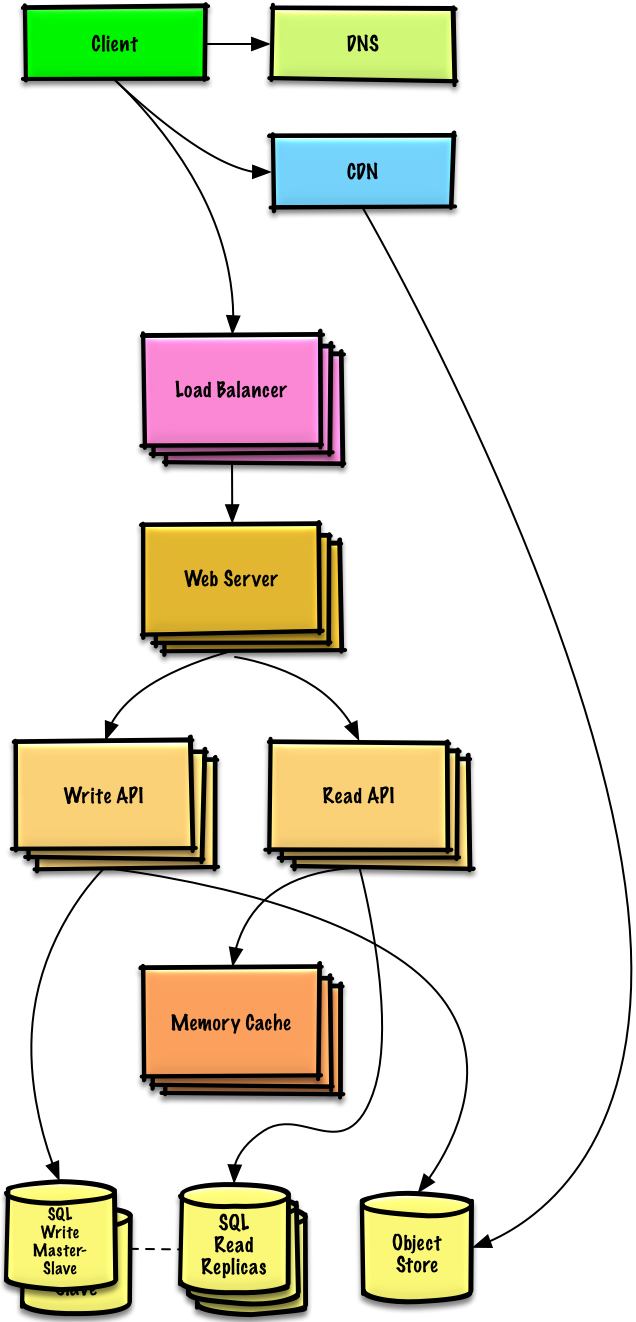 Client
DNS
CDN
Load Balancer
Web Server
Write API
Read API
Memory Cache
SQL
Write
Master-
Slave
Slave
SQL
Read
Replicas
Object
Store